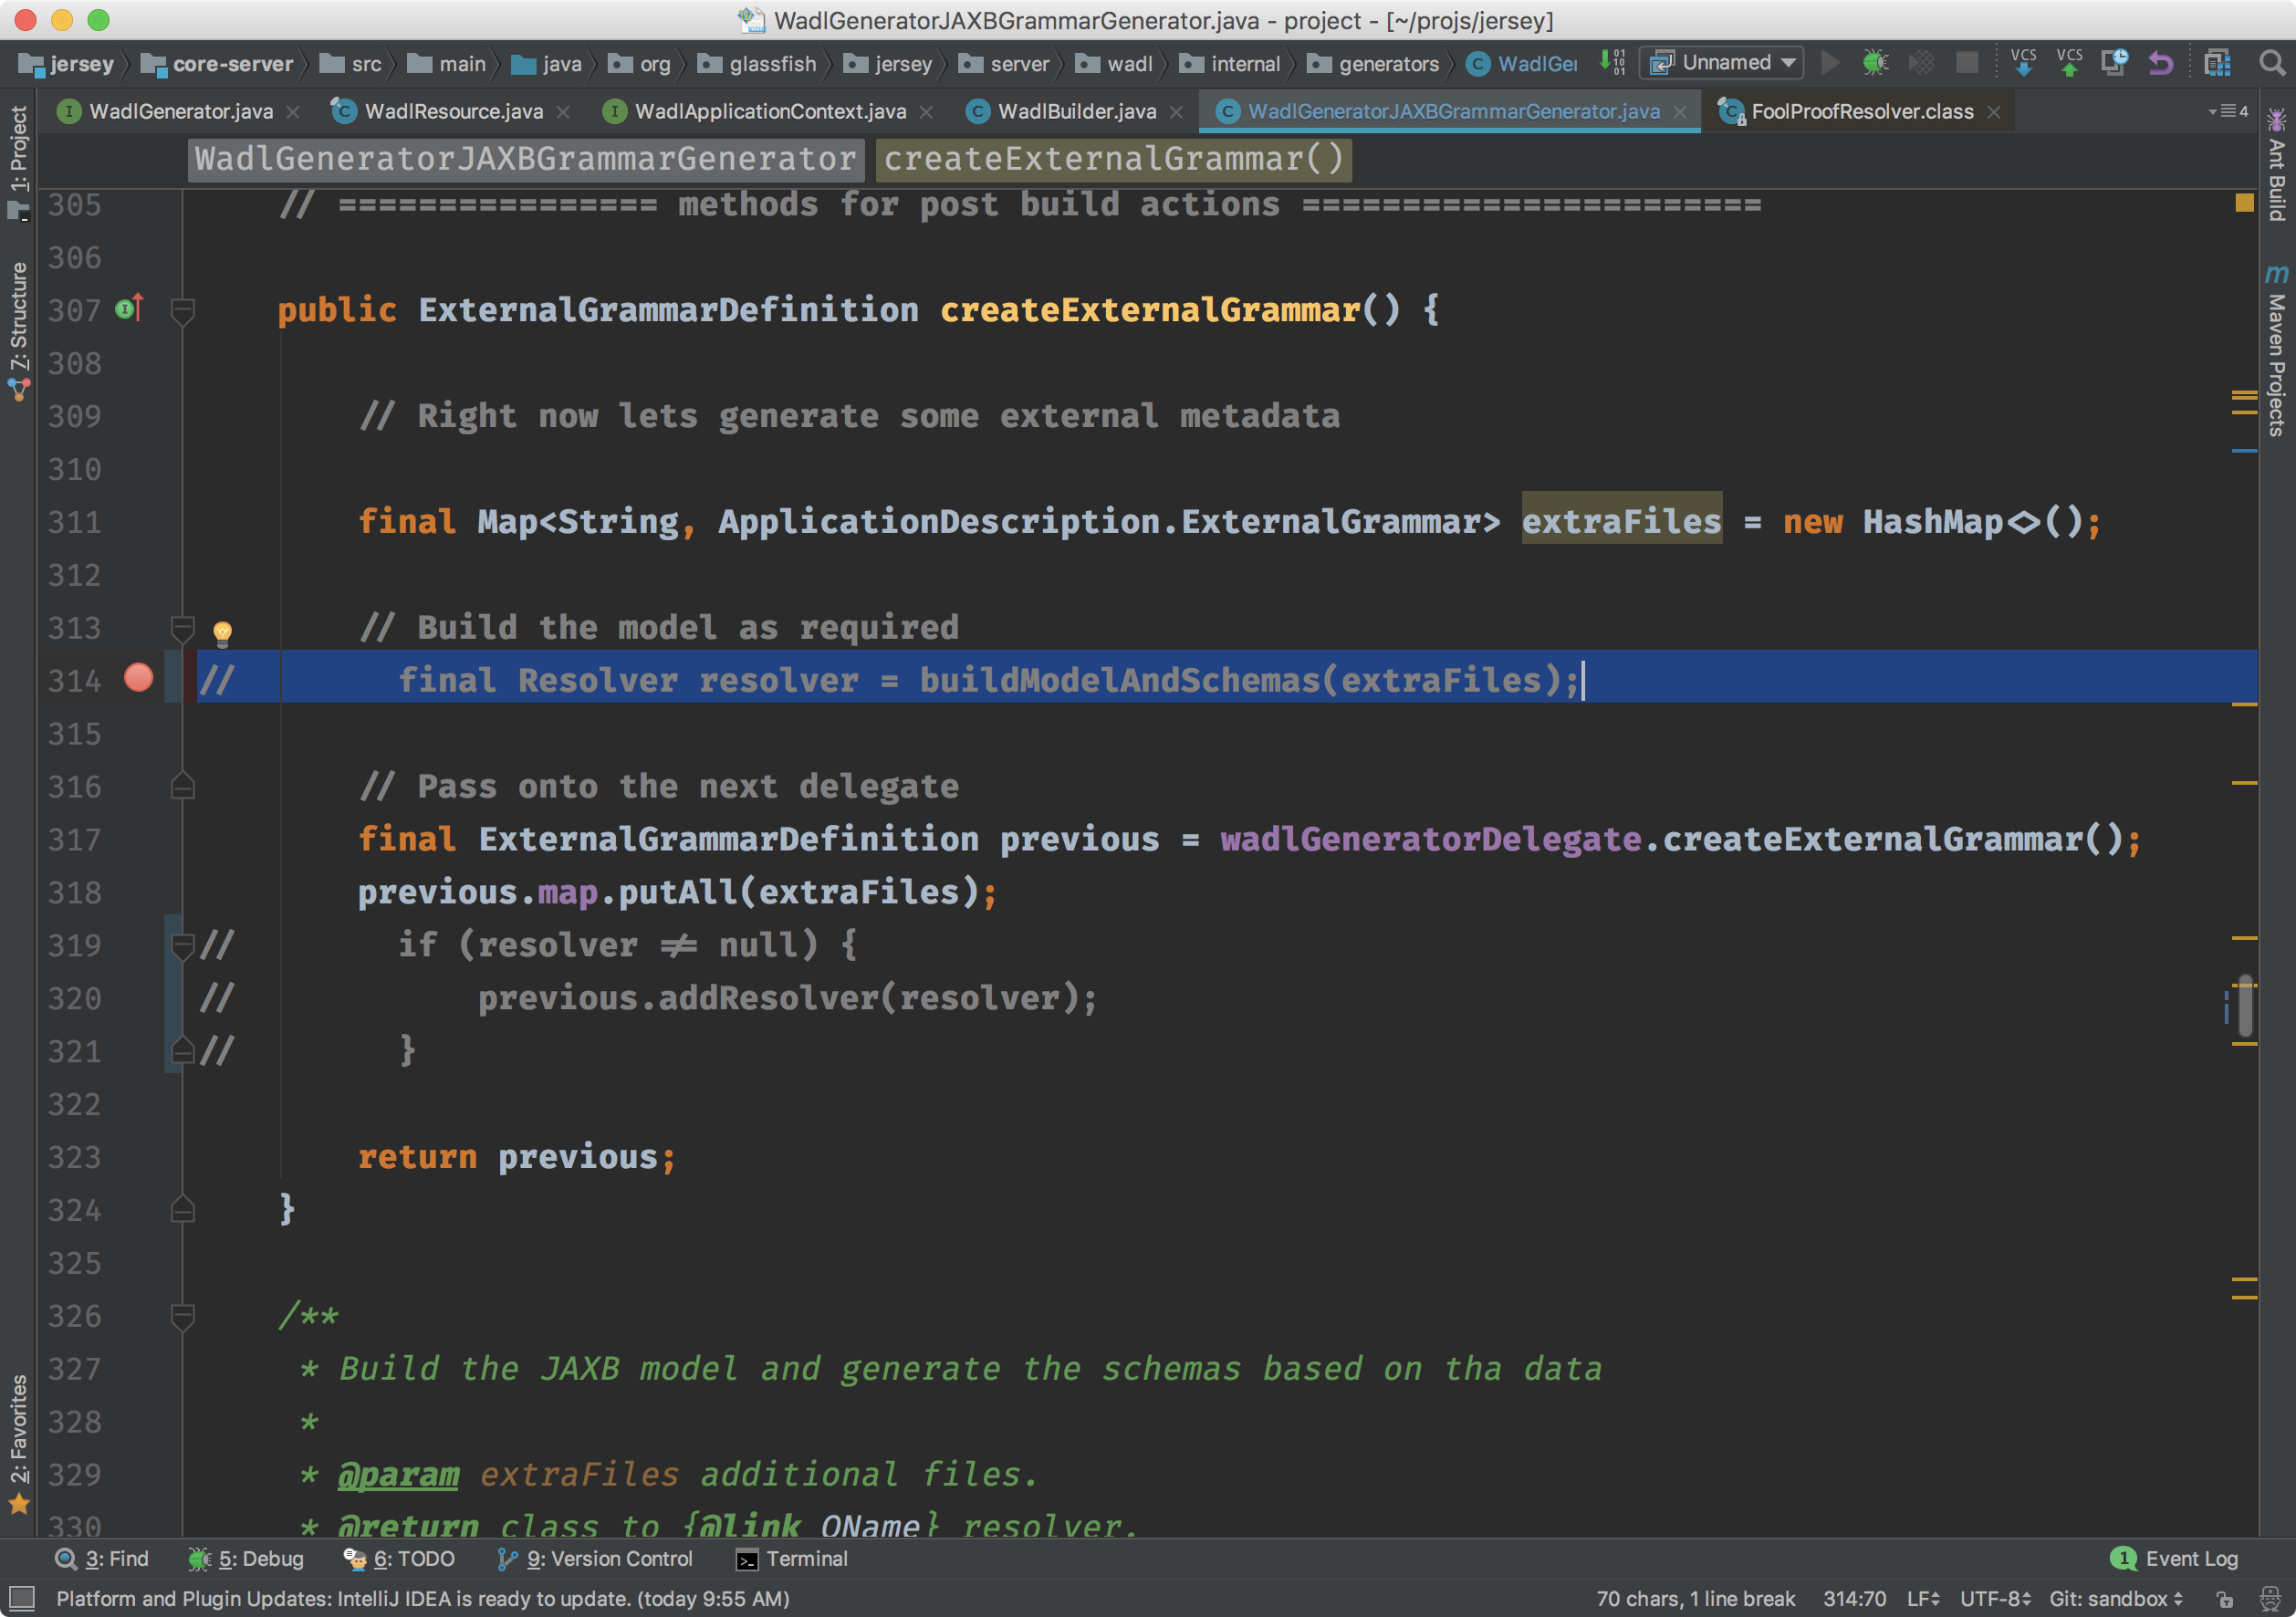 WadlGeneratorJAXBGrammarGenerator.java - project - [~/projs/jersey]
jersey core-server src main java org glassfish jersey server wadl internal generators WadlGer Unnamed VCS VCS
WadlGenerator.java WadlResource.java WadlApplicationContext.java WadlBuilder.java WadlGeneratorJAXBGrammarGenerator.java FoolProofResolver.class 4
WadlGeneratorJAXBGrammarGenerator createExternalGrammar()
1: Project
7: Structure
2: Favorites
Ant Build
Maven Projects
305 // ================ methods for post build actions =======================
306
307 public ExternalGrammarDefinition createExternalGrammar() {
308
309 // Right now lets generate some external metadata
310
311 final Map<String, ApplicationDescription.ExternalGrammar> extraFiles = new HashMap<>();
312
313 // Build the model as required
314 // final Resolver resolver = buildModelAndSchemas(extraFiles);
315
316 // Pass onto the next delegate
317 final ExternalGrammarDefinition previous = wadlGeneratorDelegate.createExternalGrammar();
318 previous.map.putAll(extraFiles);
319 // if (resolver != null) {
320 // previous.addResolver(resolver);
321 // }
322
323 return previous;
324 }
325
326 /**
327 * Build the JAXB model and generate the schemas based on tha data
328 *
329 * @param extraFiles additional files.
330 * @return class to {@link QName} resolver.
3: Find 5: Debug 6: TODO 9: Version Control Terminal 1 Event Log
Platform and Plugin Updates: IntelliJ IDEA is ready to update. (today 9:55 AM) 70 chars, 1 line break 314:70 LF UTF-8 Git: sandbox